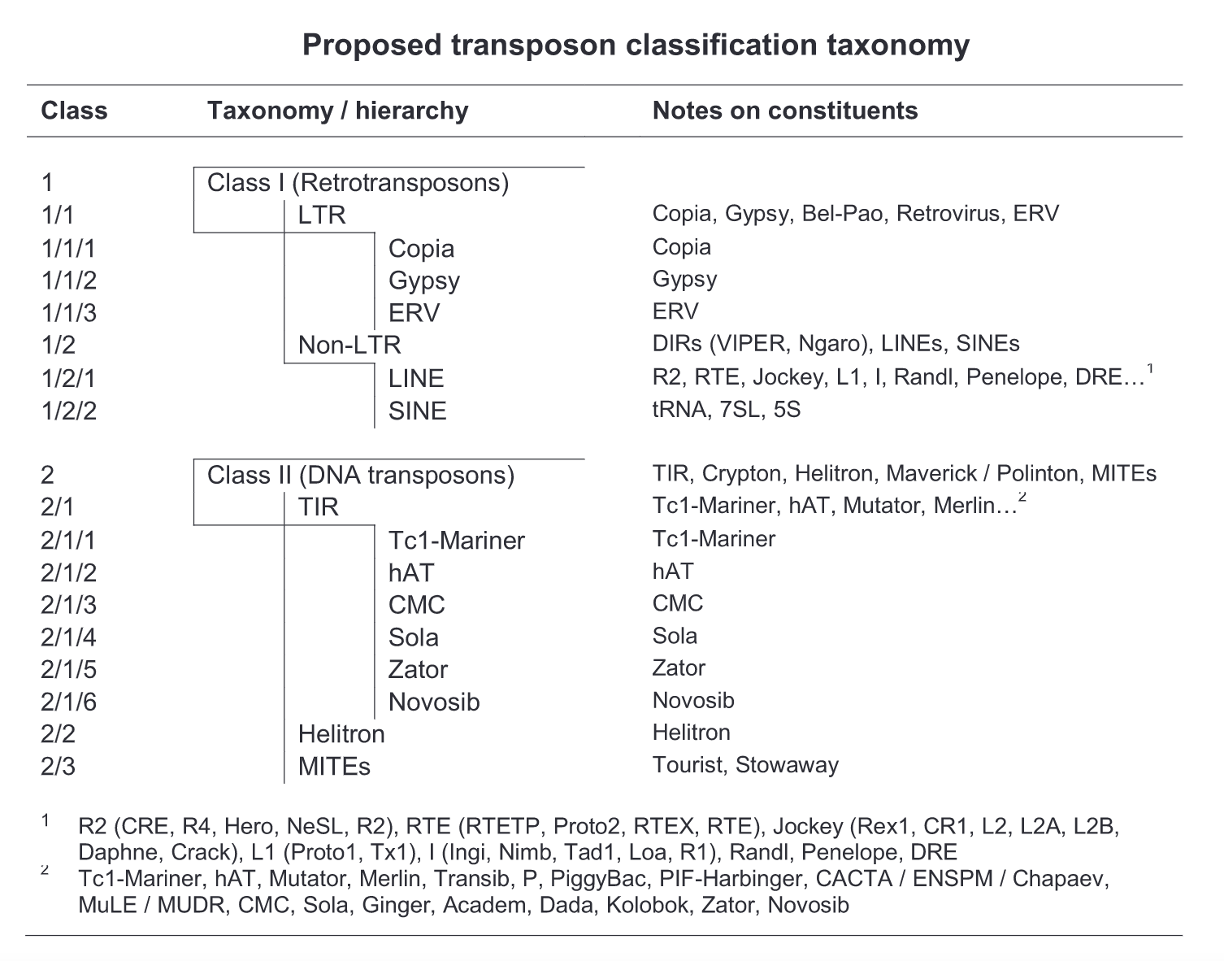 Proposed transposon classification taxonomy
Class Taxonomy / hierarchy Notes on constituents
1 Class I (Retrotransposons)
1/1 LTR Copia, Gypsy, Bel-Pao, Retrovirus, ERV
1/1/1 Copia Copia
1/1/2 Gypsy Gypsy
1/1/3 ERV ERV
1/2 Non-LTR DIRs (VIPER, Ngaro), LINEs, SINEs
1/2/1 LINE R2, RTE, Jockey, L1, I, RandI, Penelope, DRE…1
1/2/2 SINE tRNA, 7SL, 5S
2 Class II (DNA transposons) TIR, Crypton, Helitron, Maverick / Polinton, MITEs
2/1 TIR Tc1-Mariner, hAT, Mutator, Merlin…2
2/1/1 Tc1-Mariner Tc1-Mariner
2/1/2 hAT hAT
2/1/3 CMC CMC
2/1/4 Sola Sola
2/1/5 Zator Zator
2/1/6 Novosib Novosib
2/2 Helitron Helitron
2/3 MITEs Tourist, Stowaway
1 R2 (CRE, R4, Hero, NeSL, R2), RTE (RTETP, Proto2, RTEX, RTE), Jockey (Rex1, CR1, L2, L2A, L2B,
Daphne, Crack), L1 (Proto1, Tx1), I (Ingi, Nimb, Tad1, Loa, R1), RandI, Penelope, DRE
2 Tc1-Mariner, hAT, Mutator, Merlin, Transib, P, PiggyBac, PIF-Harbinger, CACTA / ENSPM / Chapaev,
MuLE / MUDR, CMC, Sola, Ginger, Academ, Dada, Kolobok, Zator, Novosib